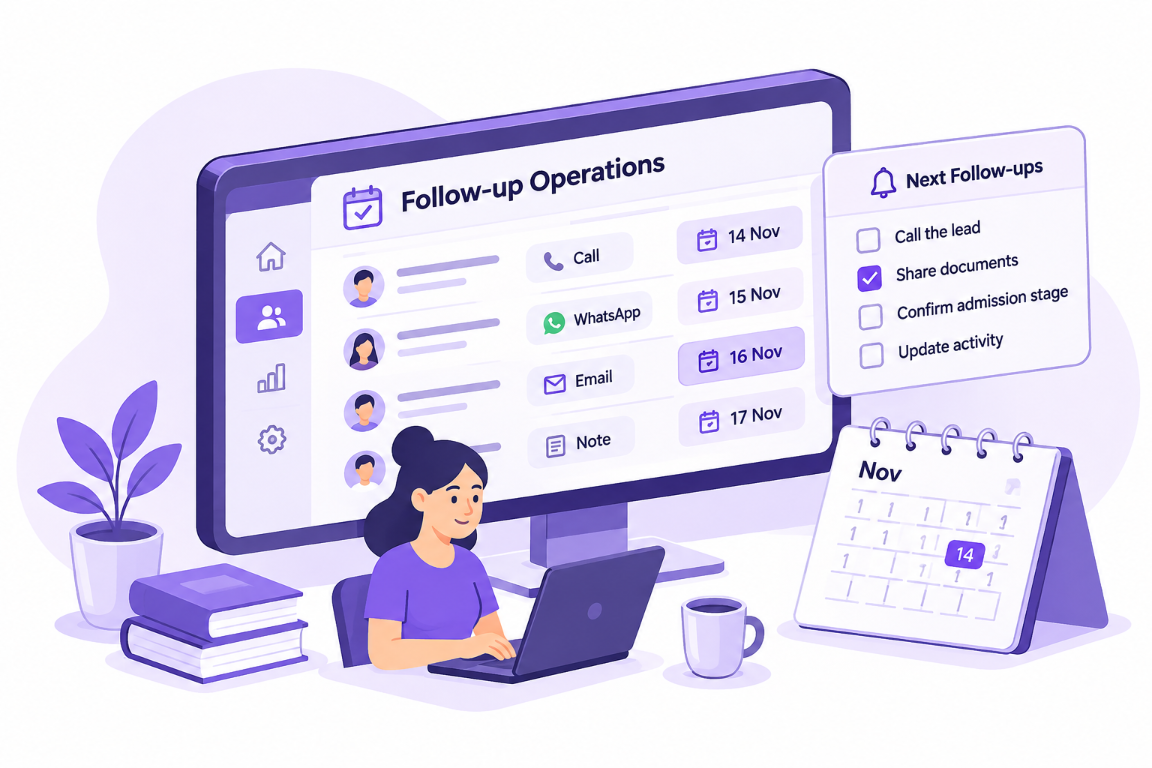 Follow-up Operations
Call
14 Nov
WhatsApp
15 Nov
Email
16 Nov
Note
17 Nov
Next Follow-ups
Call the lead
Share documents
Confirm admission stage
Update activity
Nov
14